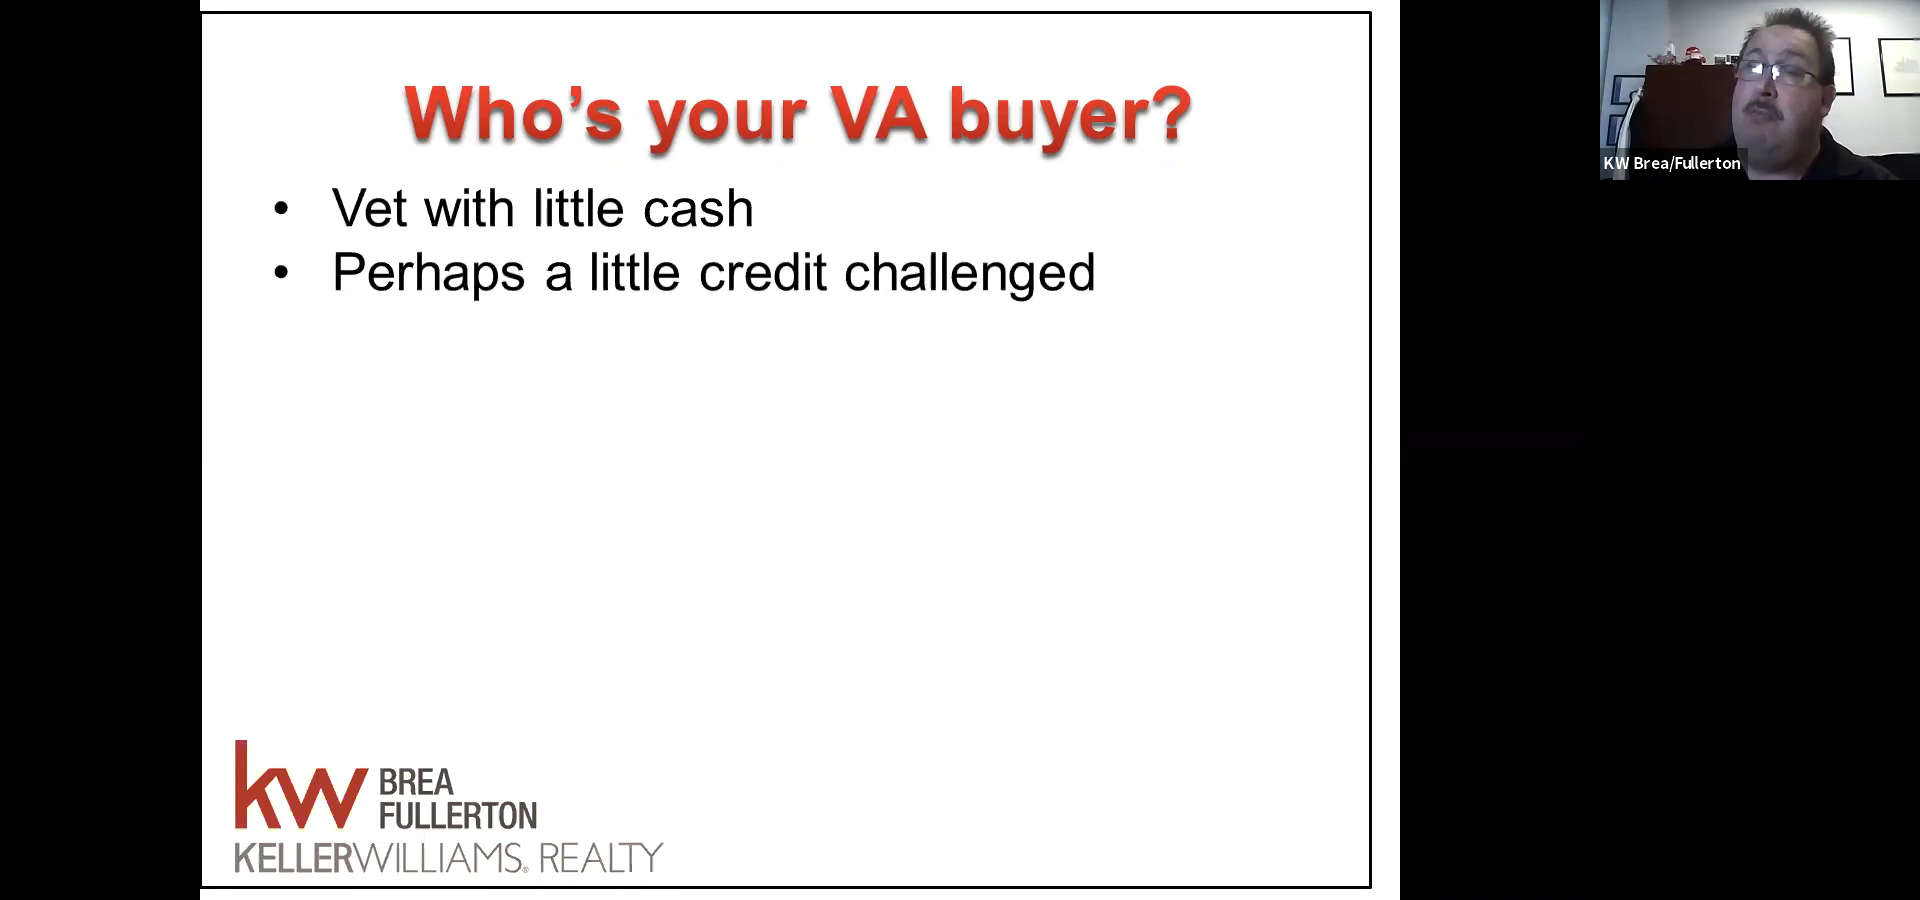 Who’s your VA buyer?
• Vet with little cash
• Perhaps a little credit challenged
KW Brea/Fullerton
kw BREA
FULLERTON
KELLERWILLIAMS. REALTY